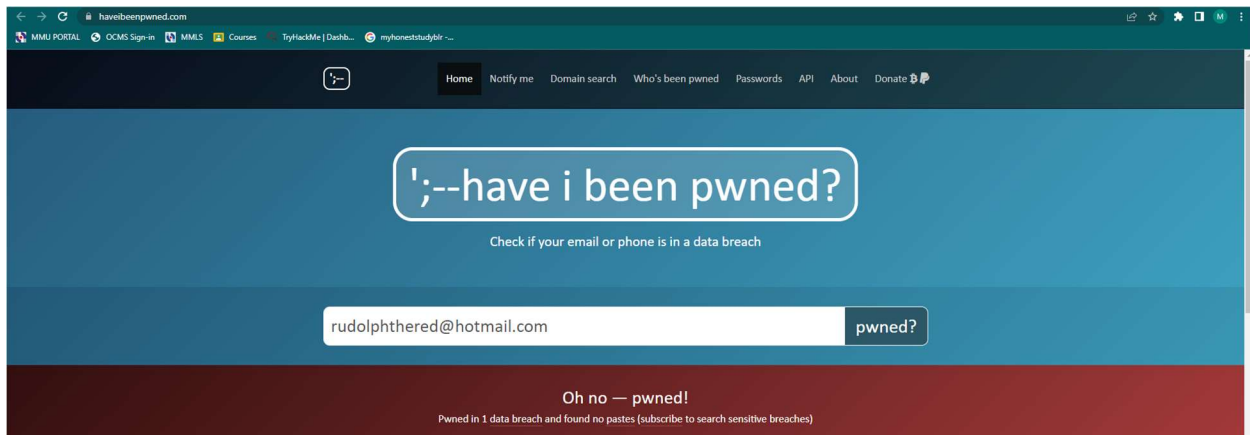 haveibeenpwned.com
MMU PORTAL OCMS Sign-in MMLS Courses TryHackMe | Dashb... myhoneststudyblr -...
';-- Home Notify me Domain search Who's been pwned Passwords API About Donate
';--have i been pwned?
Check if your email or phone is in a data breach
rudolphthered@hotmail.com pwned?
Oh no — pwned!
Pwned in 1 data breach and found no pastes (subscribe to search sensitive breaches)